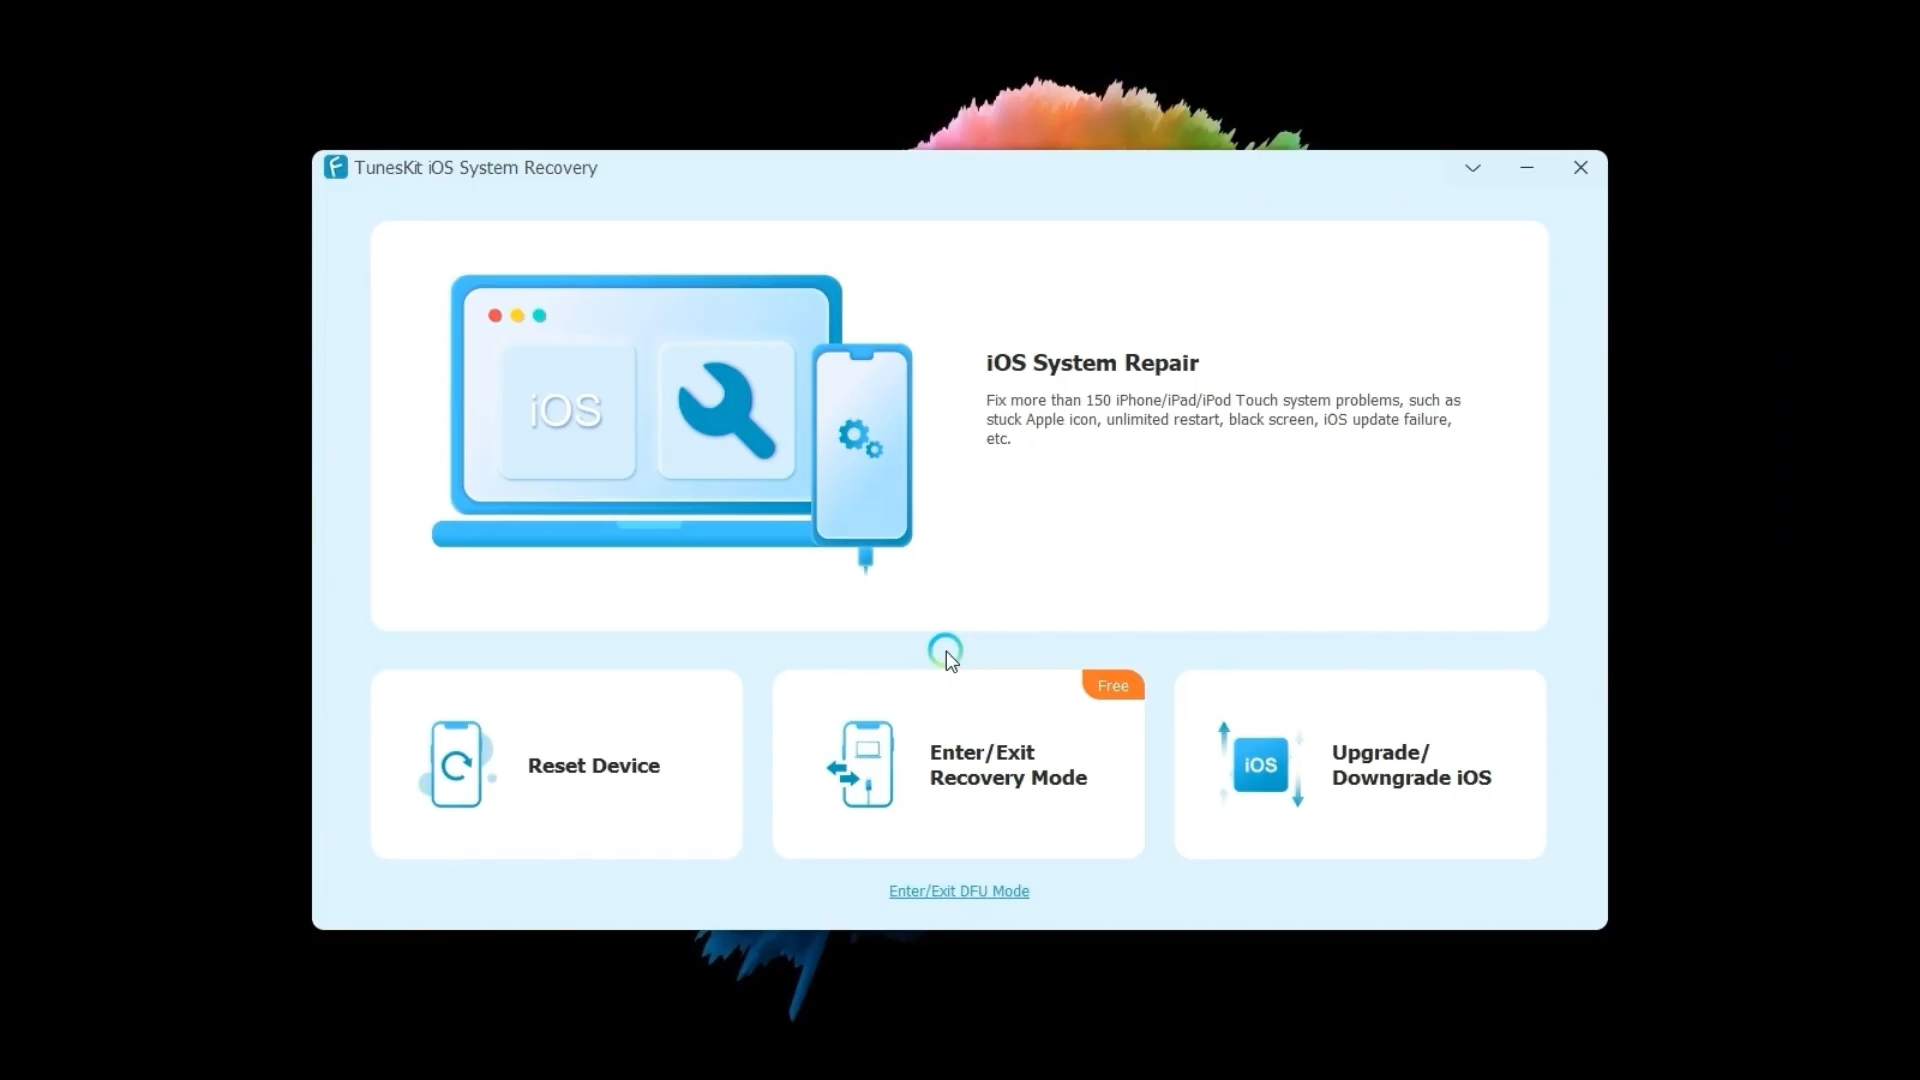 TunesKit iOS System Recovery
iOS
iOS System Repair
Fix more than 150 iPhone/iPad/iPod Touch system problems, such as
stuck Apple icon, unlimited restart, black screen, iOS update failure,
etc.
Reset Device
Free
Enter/Exit
Recovery Mode
iOS
Upgrade/
Downgrade iOS
Enter/Exit DFU Mode